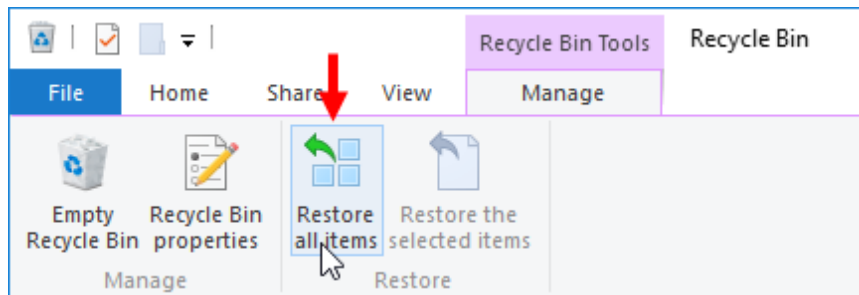 Recycle Bin Tools Recycle Bin
File Home Share View Manage
Empty Recycle Bin Restore Restore the
Recycle Bin properties all items selected items
Manage Restore